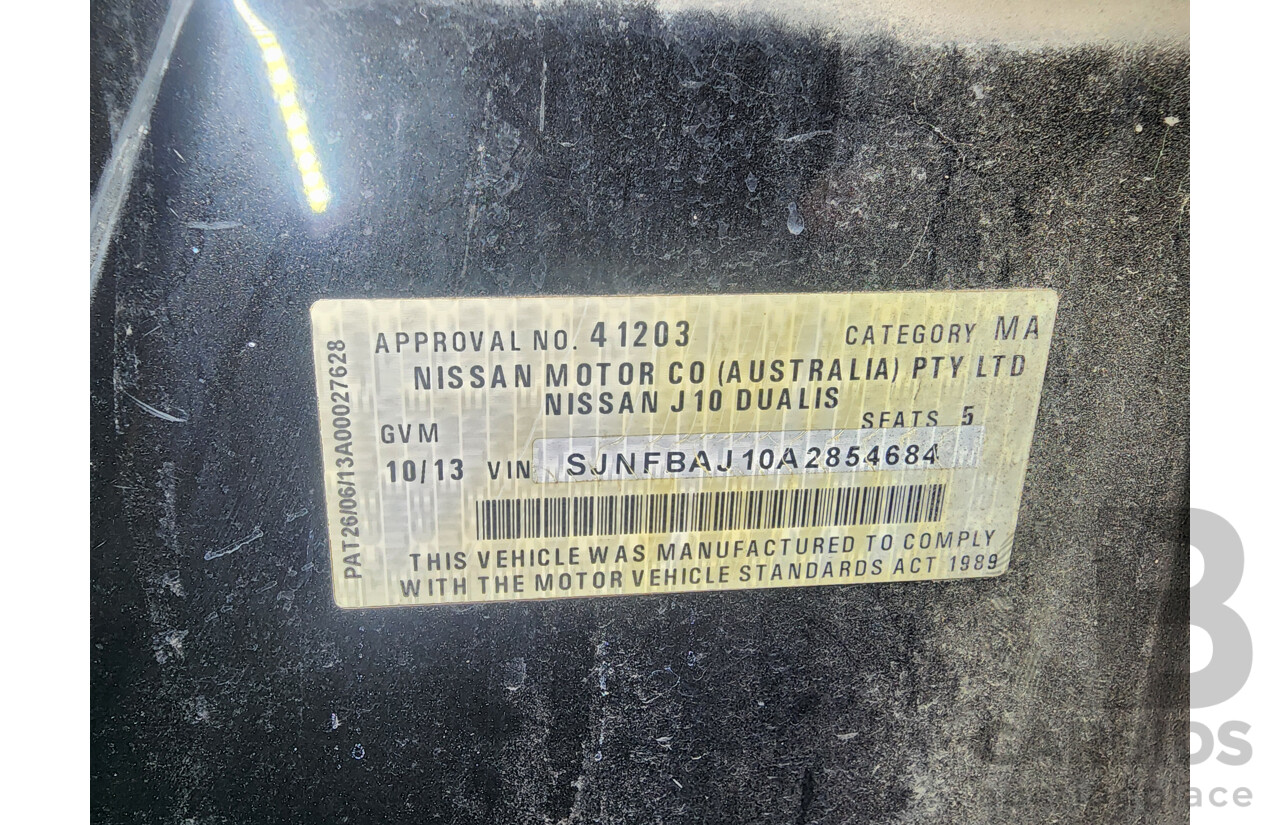 APPROVAL NO. 41203 CATEGORY MA
NISSAN MOTOR CO (AUSTRALIA) PTY LTD
NISSAN J10 DUALIS
GVM SEATS 5
10/13 VIN SJNFBAJ10A2854684
THIS VEHICLE WAS MANUFACTURED TO COMPLY
WITH THE MOTOR VEHICLE STANDARDS ACT 1989
PAT26/06/13A00027628